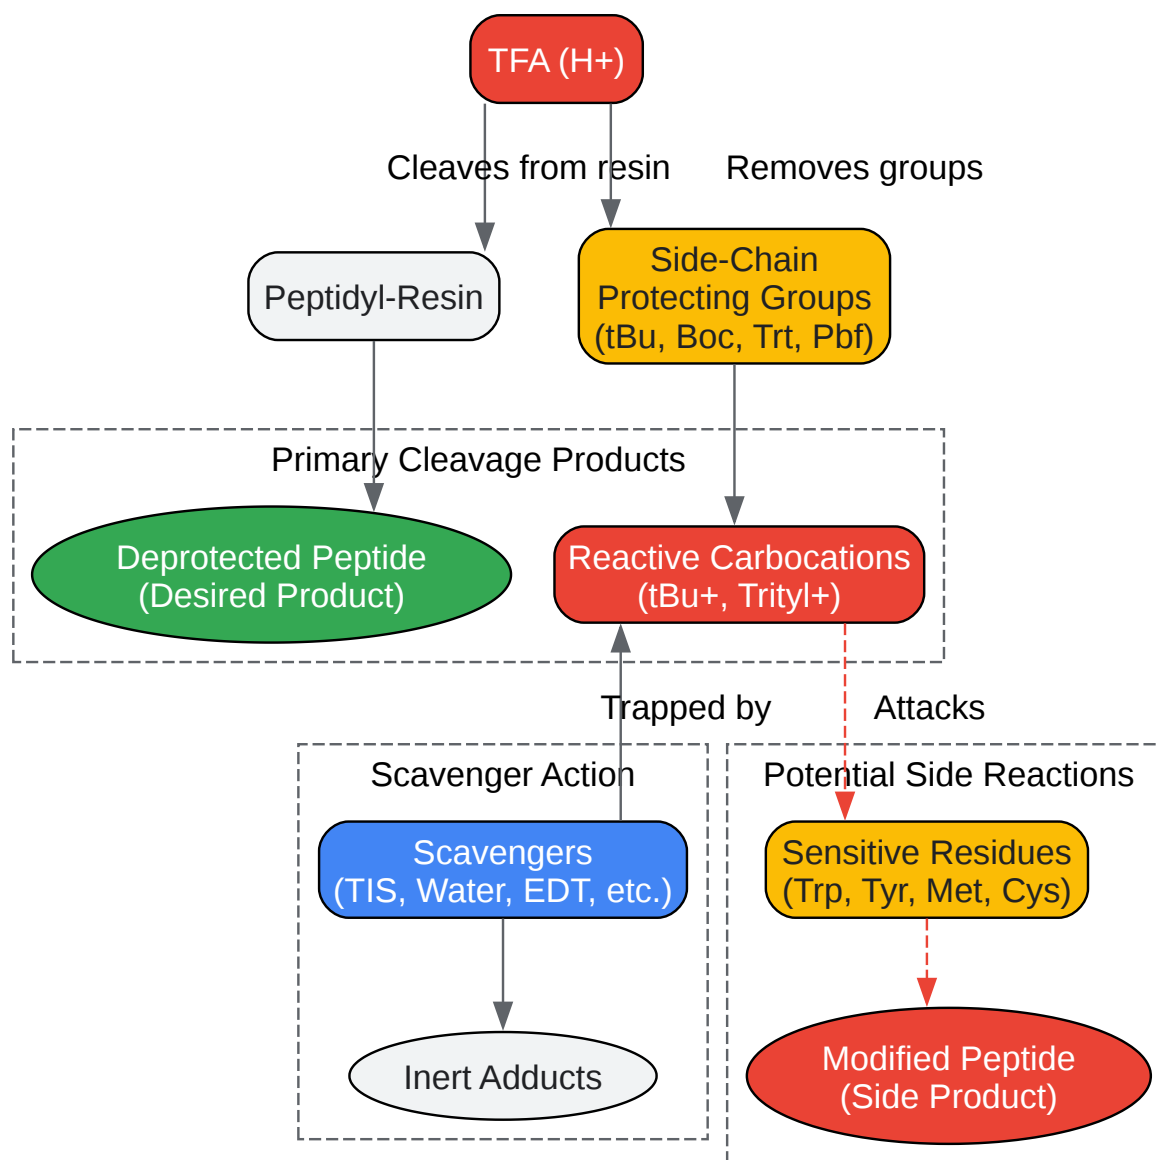 TFA (H+)
Cleaves from resin
Removes groups
Peptidyl-Resin
Side-Chain
Protecting Groups
(tBu, Boc, Trt, Pbf)
Primary Cleavage Products
Deprotected Peptide
(Desired Product)
Reactive Carbocations
(tBu+, Trityl+)
Trapped by
Attacks
Scavenger Action
Potential Side Reactions
Scavengers
(TIS, Water, EDT, etc.)
Sensitive Residues
(Trp, Tyr, Met, Cys)
Inert Adducts
Modified Peptide
(Side Product)